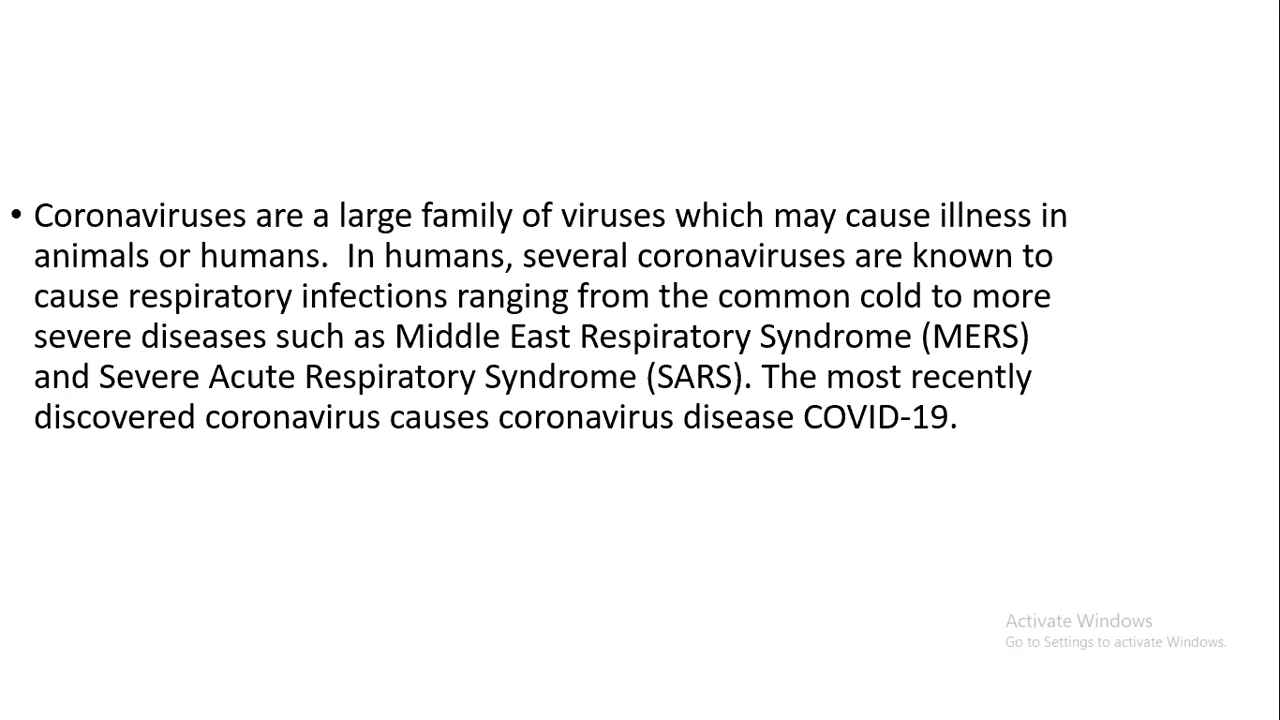 • Coronaviruses are a large family of viruses which may cause illness in
animals or humans.  In humans, several coronaviruses are known to
cause respiratory infections ranging from the common cold to more
severe diseases such as Middle East Respiratory Syndrome (MERS)
and Severe Acute Respiratory Syndrome (SARS). The most recently
discovered coronavirus causes coronavirus disease COVID-19.
Activate Windows
Go to Settings to activate Windows.